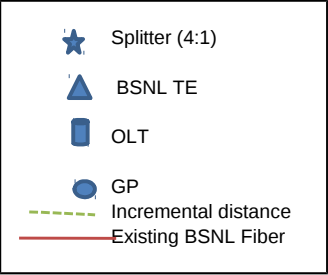 Splitter (4:1)
BSNL TE
OLT
GP
Incremental distance
Existing BSNL Fiber